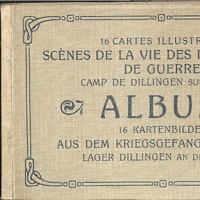 16 CARTES ILLUSTR
SCÈNES DE LA VIE DES
DE GUERRE
CAMP DE DILLINGEN SU
ALBU
16 KARTENBILDE
AUS DEM KRIEGSGEFANG
LAGER DILLINGEN AN D